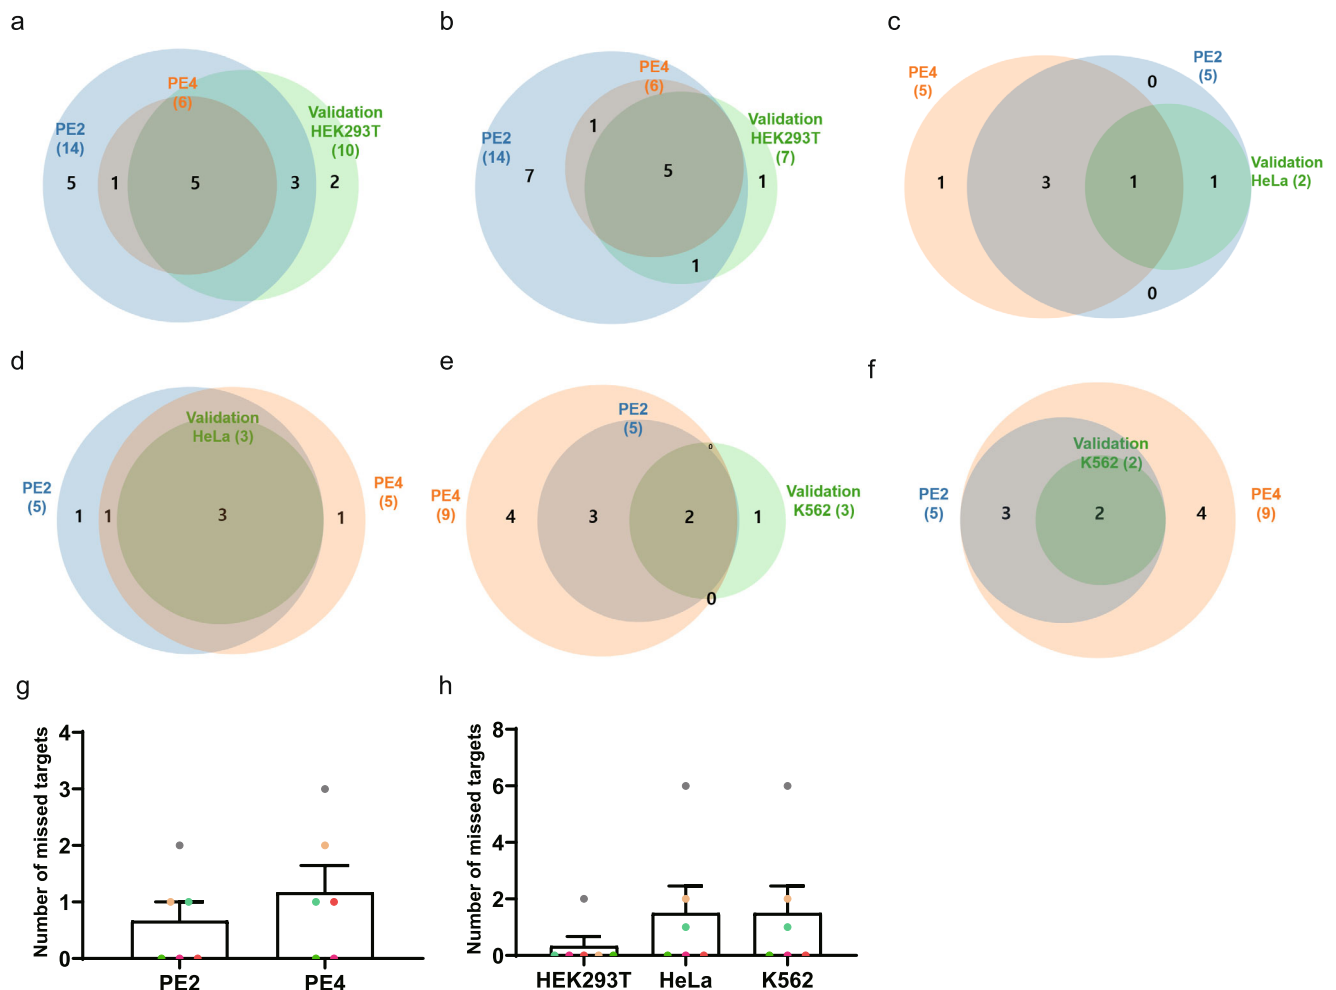 a
PE4
(6)
PE2
(14)
Validation
HEK293T
(10)
5
1
5
3
2
b
PE4
(6)
PE2
(14)
Validation
HEK293T
(7)
1
7
5
1
1
c
PE4
(5)
PE2
(5)
0
Validation
HeLa (2)
1
3
1
1
0
d
Validation
HeLa (3)
PE2
(5)
PE4
(5)
1
1
3
1
e
PE2
(5)
0
PE4
(9)
Validation
K562 (3)
4
3
2
1
0
f
Validation
K562 (2)
PE2
(5)
PE4
(9)
3
2
4
g
Number of missed targets
4
3
2
1
0
PE2
PE4
h
Number of missed targets
8
6
4
2
0
HEK293T
HeLa
K562